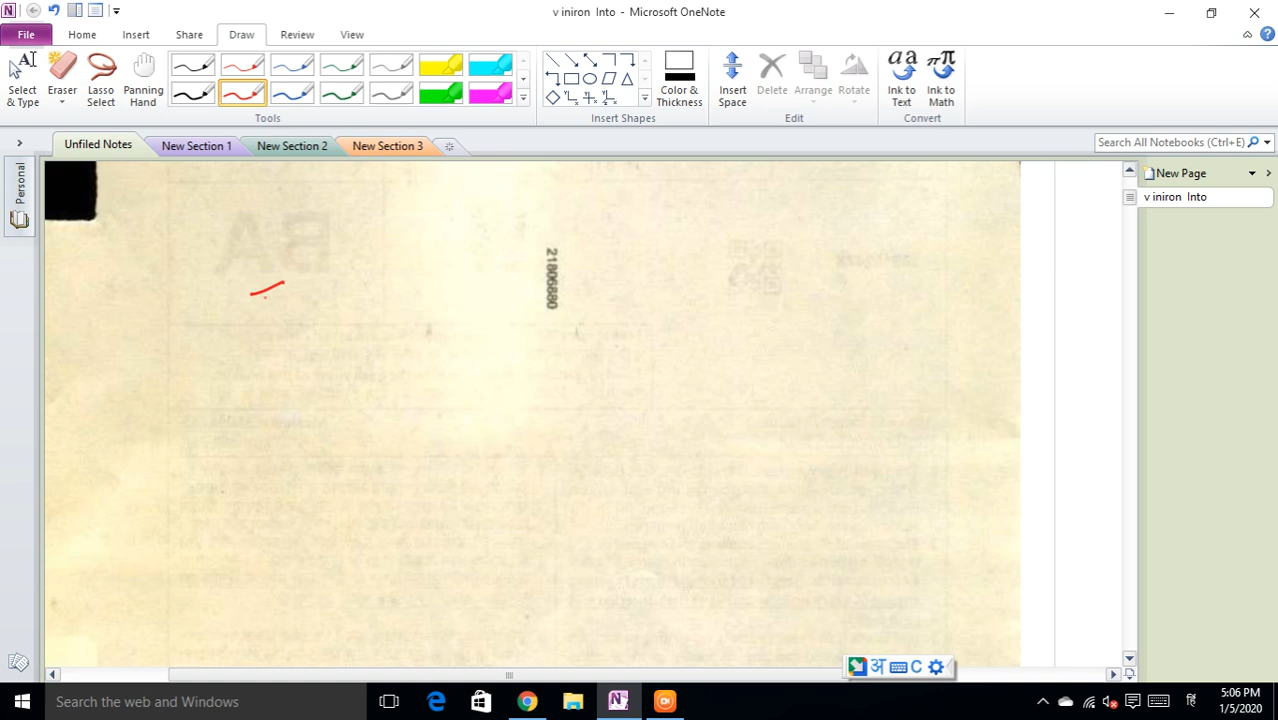 v iniron Into - Microsoft OneNote
File Home Insert Share Draw Review View
Select & Type
Eraser
Lasso Select
Panning Hand
Tools
Insert Shapes
Color & Thickness
Insert Space
Delete
Arrange
Rotate
Edit
Ink to Text
Ink to Math
Convert
Unfiled Notes
New Section 1
New Section 2
New Section 3
Search All Notebooks (Ctrl+E)
Personal
New Page
v iniron Into
21806880
अ
C
Search the web and Windows
हिं
5:06 PM
1/5/2020